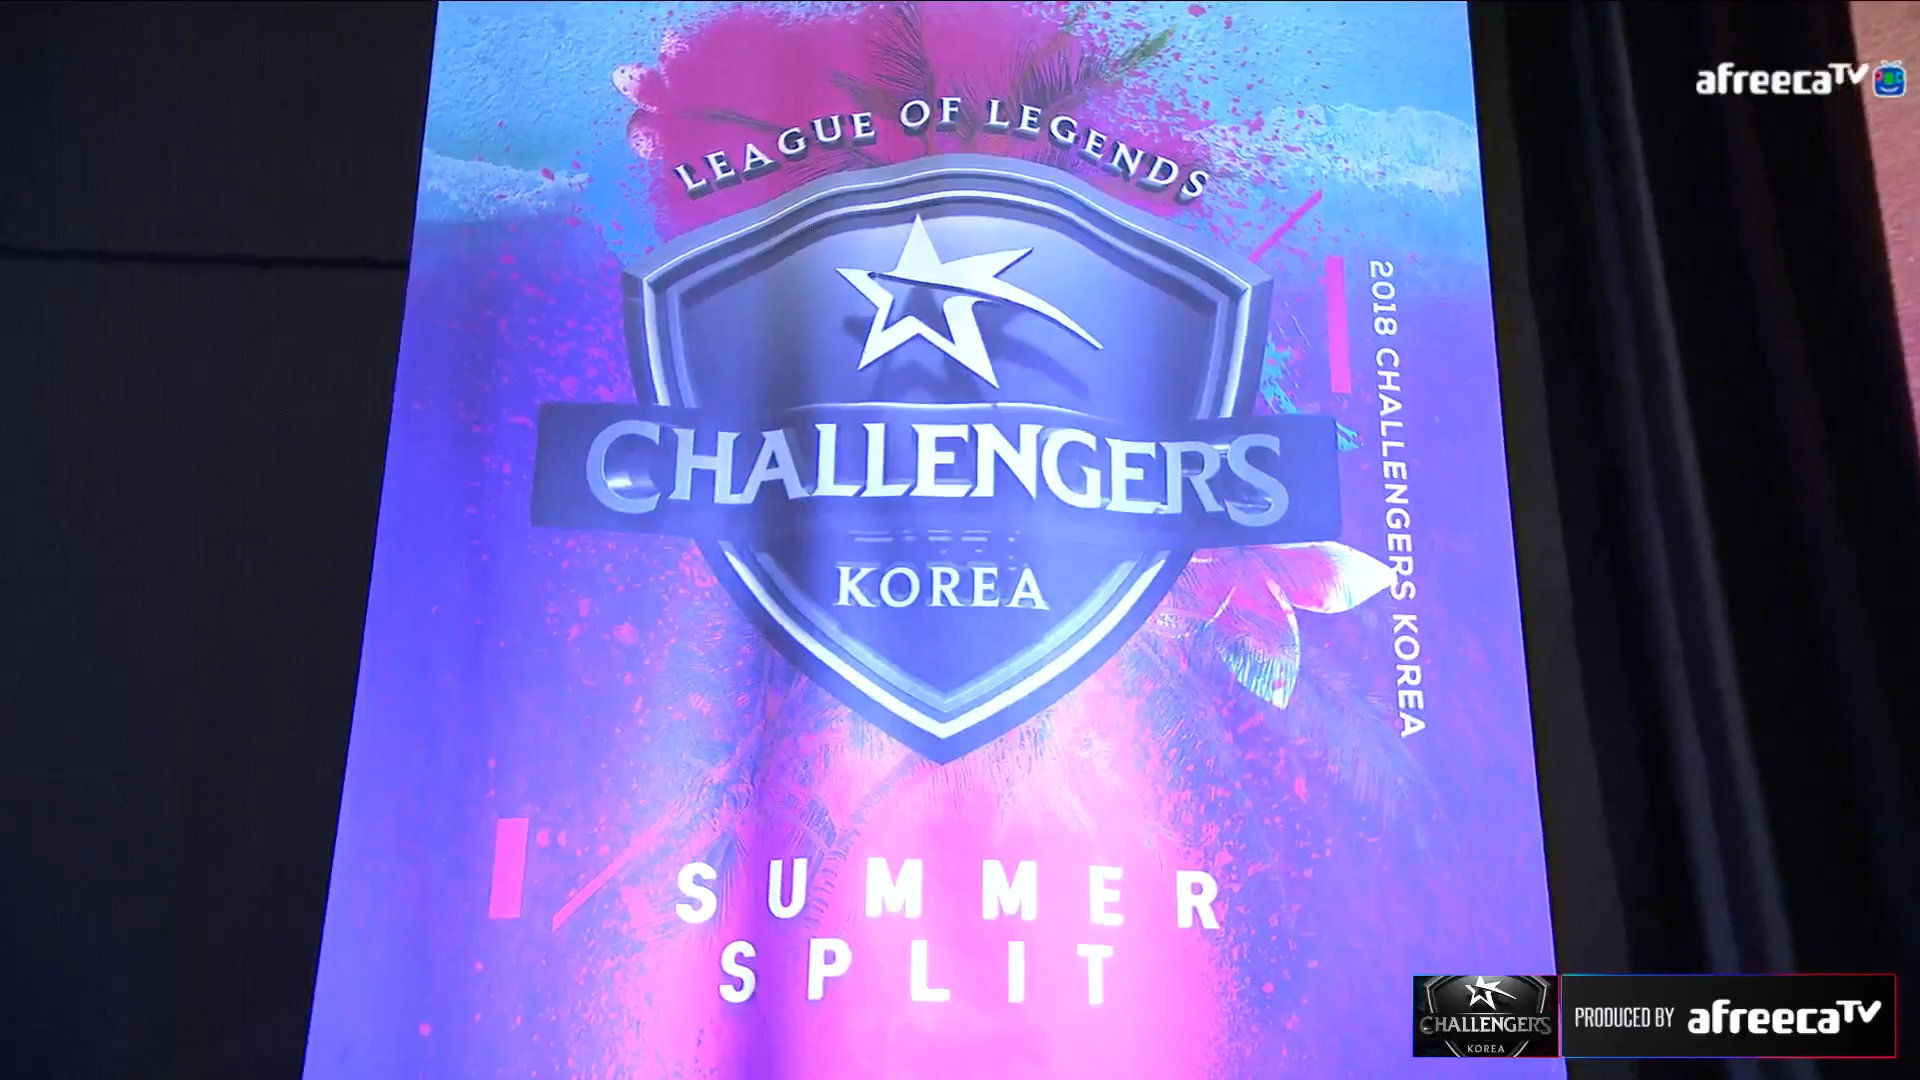 afreecaTV
LEAGUE OF LEGENDS
CHALLENGERS
KOREA
2018 CHALLENGERS KOREA
SUMMER
SPLIT
CHALLENGERS
KOREA
PRODUCED BY afreecaTV